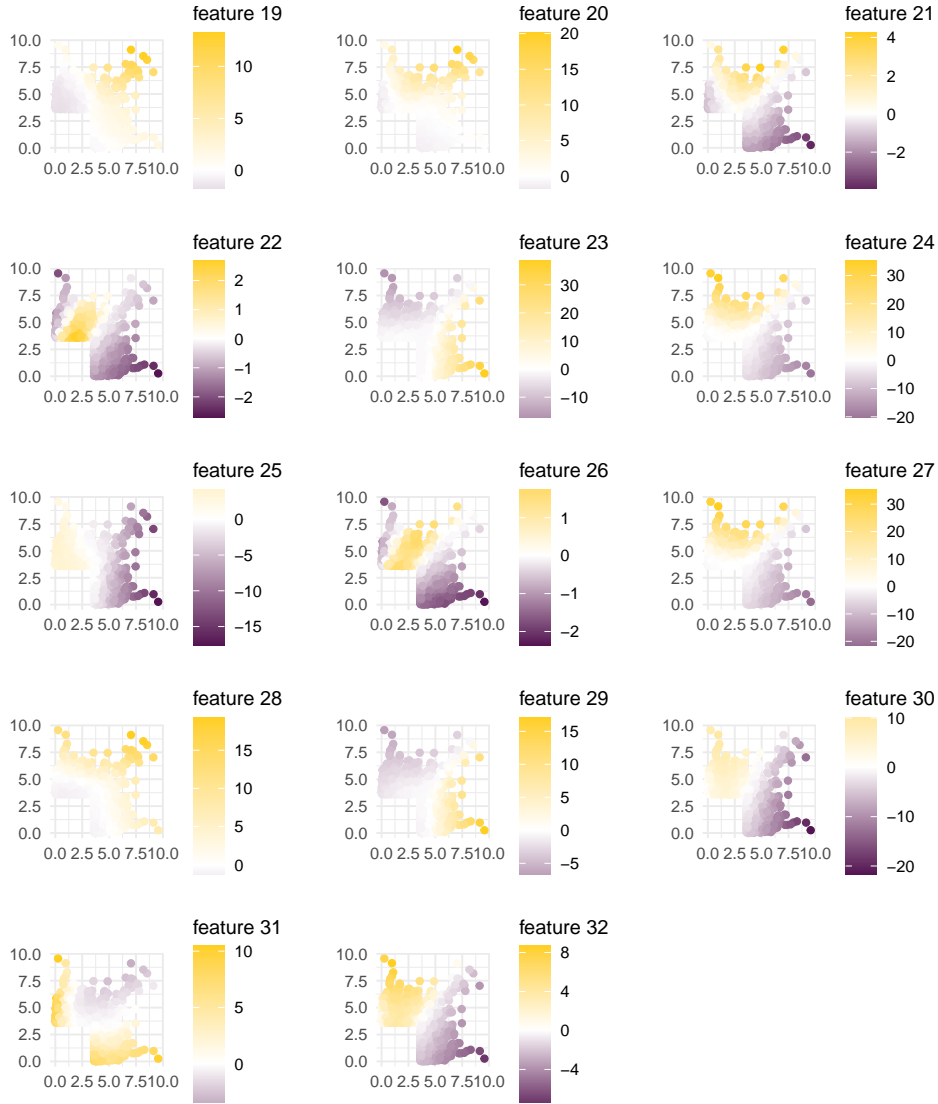 feature 19 feature 20 feature 21
10.0 10 10.0 20 10.0 4
7.5 7.5 15 7.5 2
5.0 5 5.0 10 5.0 0
2.5 2.5 5 2.5 −2
0.0 0 0.0 0 0.0
0.0 2.5 5.0 7.510.0 0.0 2.5 5.0 7.510.0 0.0 2.5 5.0 7.510.0
feature 22 feature 23 feature 24
10.0 2 10.0 30 10.0 30
7.5 1 7.5 20 7.5 20
5.0 0 5.0 10 5.0 10
2.5 −1 2.5 0 2.5 0
0.0 −2 0.0 −10 0.0 −10
−20
0.0 2.5 5.0 7.510.0 0.0 2.5 5.0 7.510.0 0.0 2.5 5.0 7.510.0
feature 25 feature 26 feature 27
10.0 0 10.0 1 10.0 30
7.5 −5 7.5 0 7.5 20
5.0 −10 5.0 −1 5.0 10
2.5 −15 2.5 −2 2.5 0
0.0 0.0 0.0 −10
−20
0.0 2.5 5.0 7.510.0 0.0 2.5 5.0 7.510.0 0.0 2.5 5.0 7.510.0
feature 28 feature 29 feature 30
10.0 15 10.0 15 10.0 10
7.5 10 7.5 10 7.5 0
5.0 5 5.0 5 5.0 −10
2.5 0 2.5 0 2.5 −20
0.0 0.0 −5 0.0
0.0 2.5 5.0 7.510.0 0.0 2.5 5.0 7.510.0 0.0 2.5 5.0 7.510.0
feature 31 feature 32
10.0 10 10.0 8
7.5 5 7.5 4
5.0 0 5.0 0
2.5 2.5 −4
0.0 0.0
0.0 2.5 5.0 7.510.0 0.0 2.5 5.0 7.510.0